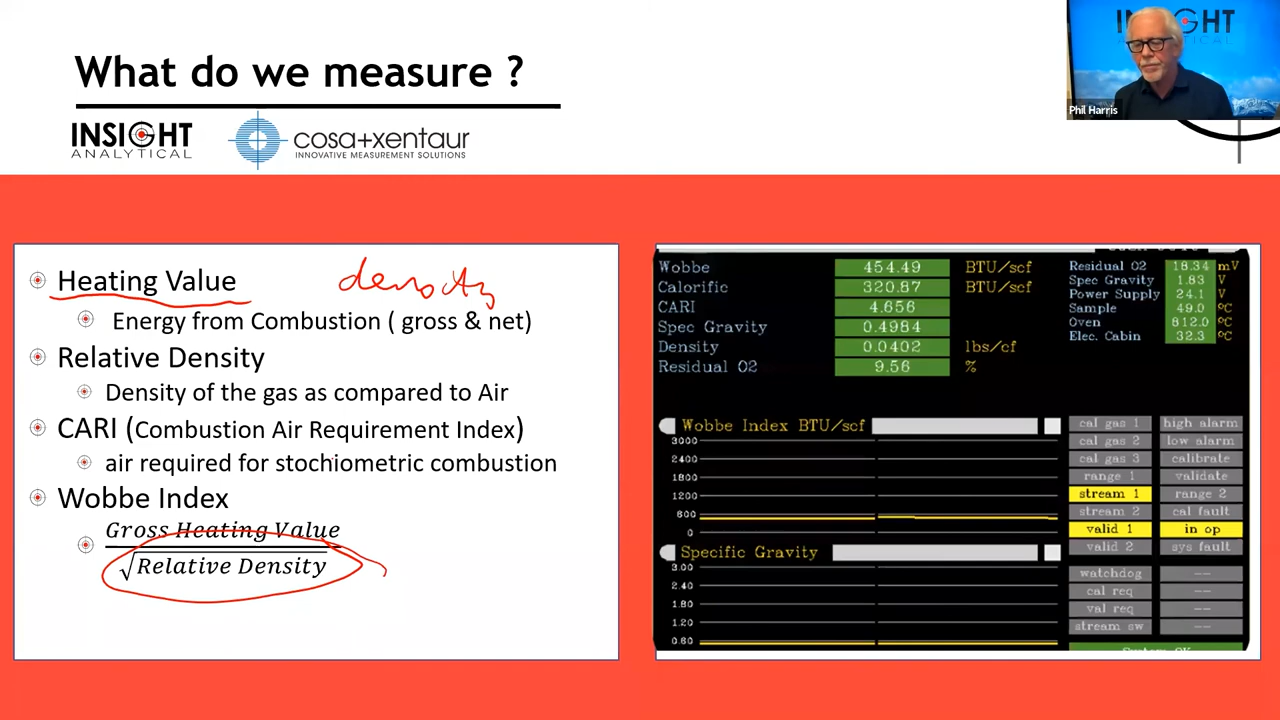 What do we measure ?
INSIGHT
ANALYTICAL
cosa+xentaur
INNOVATIVE MEASUREMENT SOLUTIONS
Phil Harris
Heating Value
density
Energy from Combustion ( gross & net)
Relative Density
Density of the gas as compared to Air
CARI (Combustion Air Requirement Index)
air required for stochiometric combustion
Wobbe Index
Gross Heating Value
√Relative Density
Wobbe 454.49 BTU/scf
Calorific 320.87 BTU/scf
CARI 4.656
Spec Gravity 0.4984
Density 0.0402 lbs/cf
Residual O2 9.56 %
Residual O2 18.34 mV
Spec Gravity 1.83 V
Power Supply 24.1 V
Sample 49.0 ºC
Oven 812.0 ºC
Elec. Cabin 32.3 ºC
Wobbe Index BTU/scf
3000
2400
1800
1200
600
0
Specific Gravity
3.00
2.40
1.80
1.20
0.60
cal gas 1 high alarm
cal gas 2 low alarm
cal gas 3 calibrate
range 1 validate
stream 1 range 2
stream 2 cal fault
valid 1 in op
valid 2 sys fault
watchdog --
cal req --
val req --
stream sw --
System OK